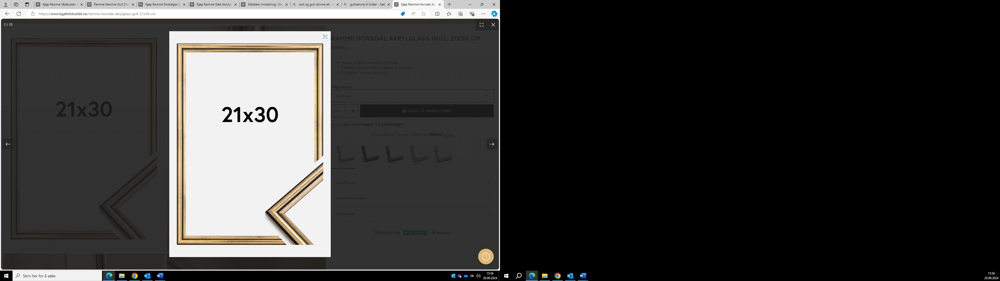 Kjøp Ramme Västkusten A
Ramme Newline Gull 21x
Kjøp Ramme Nostalgia G
Kjøp Ramme Gala Akrylgl
Stilsikker innredning i Ska
sort og gull ramme a4 - S
gullramme til bilder - Søk
Kjøp Ramme Horndal Akr
https://www.bgafotobutikk.no/ramme-horndal-akrylglass-gull-21x30-cm
1 / 11
21x30
21x30
RAMME HORNDAL AKRYLGLASS GULL 21X30 CM
199.90 ,-
Passer til bilde i størrelse 21x30 cm
Svenskprodusert kvalitetsramme av ayoustre
Akrylglass - lett og uknuselig
Velg variant:
21x30 cm
1
LEGG TIL HANDLEKURV
På lager Leveringstid 1-4 arbeidsdager
Shop nå. Betal om 30 dager rentefritt med Klarna. Les mer
Spesifikasjon
Produktbeskrivelse
Anmeldelser
Enestående Trustpilot
Skriv her for å søke
15:56
20.09.2024
15:56
20.09.2024